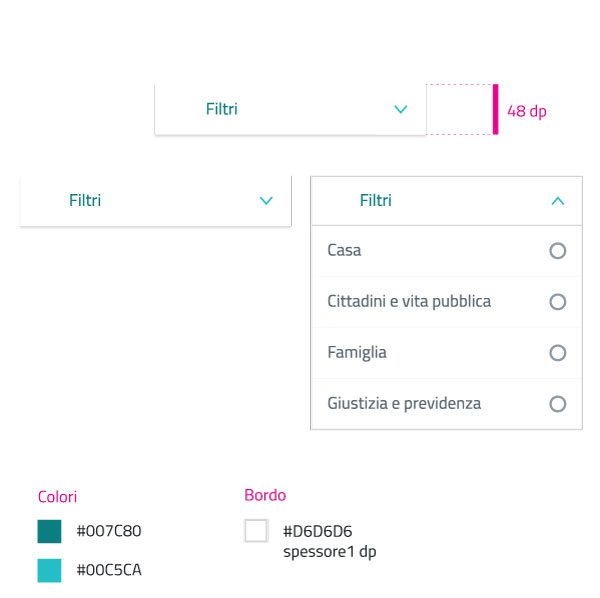 Filtri
48 dp
Filtri
Filtri
Casa
Cittadini e vita pubblica
Famiglia
Giustizia e previdenza
Colori
#007C80
#00C5CA
Bordo
#D6D6D6
spessore1 dp